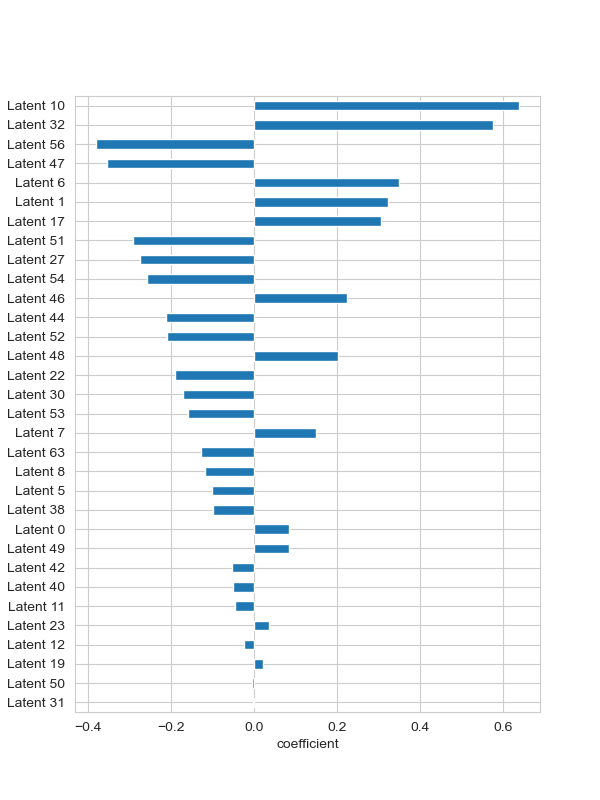 Latent 10
Latent 32
Latent 56
Latent 47
Latent 6
Latent 1
Latent 17
Latent 51
Latent 27
Latent 54
Latent 46
Latent 44
Latent 52
Latent 48
Latent 22
Latent 30
Latent 53
Latent 7
Latent 63
Latent 8
Latent 5
Latent 38
Latent 0
Latent 49
Latent 42
Latent 40
Latent 11
Latent 23
Latent 12
Latent 19
Latent 50
Latent 31
−0.4 −0.2 0.0 0.2 0.4 0.6
coefficient